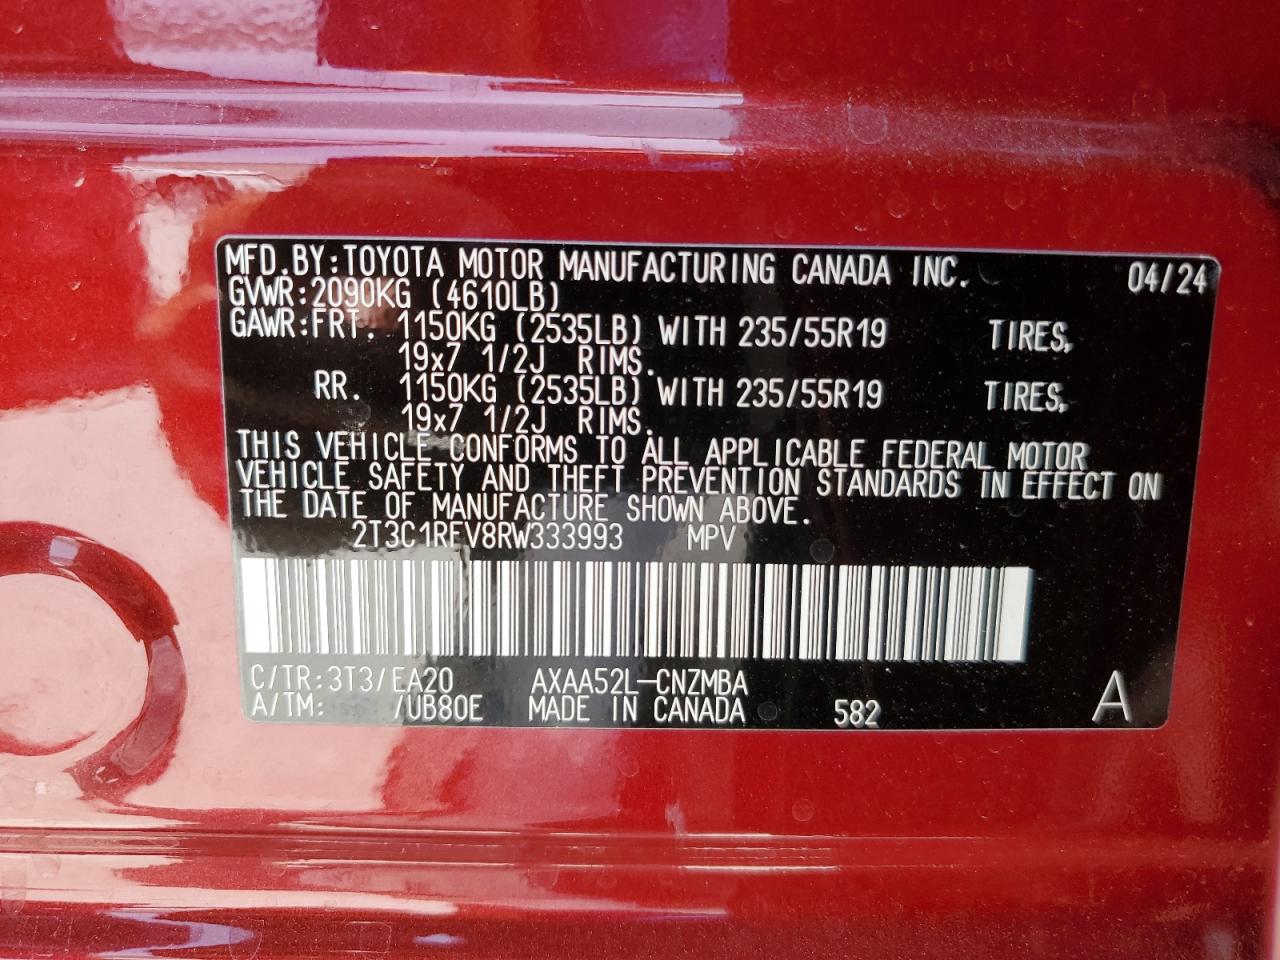 MFD.BY:TOYOTA MOTOR MANUFACTURING CANADA INC. 04/24
GVWR:2090KG (4610LB)
GAWR:FRT. 1150KG (2535LB) WITH 235/55R19 TIRES,
19x7 1/2J RIMS.
RR. 1150KG (2535LB) WITH 235/55R19 TIRES,
19x7 1/2J RIMS.
THIS VEHICLE CONFORMS TO ALL APPLICABLE FEDERAL MOTOR
VEHICLE SAFETY AND THEFT PREVENTION STANDARDS IN EFFECT ON
THE DATE OF MANUFACTURE SHOWN ABOVE.
2T3C1RFV8RW333993 MPV
C/TR:3T3/EA20 AXAA52L-CNZMBA
A/TM: /UB80E MADE IN CANADA 582 A